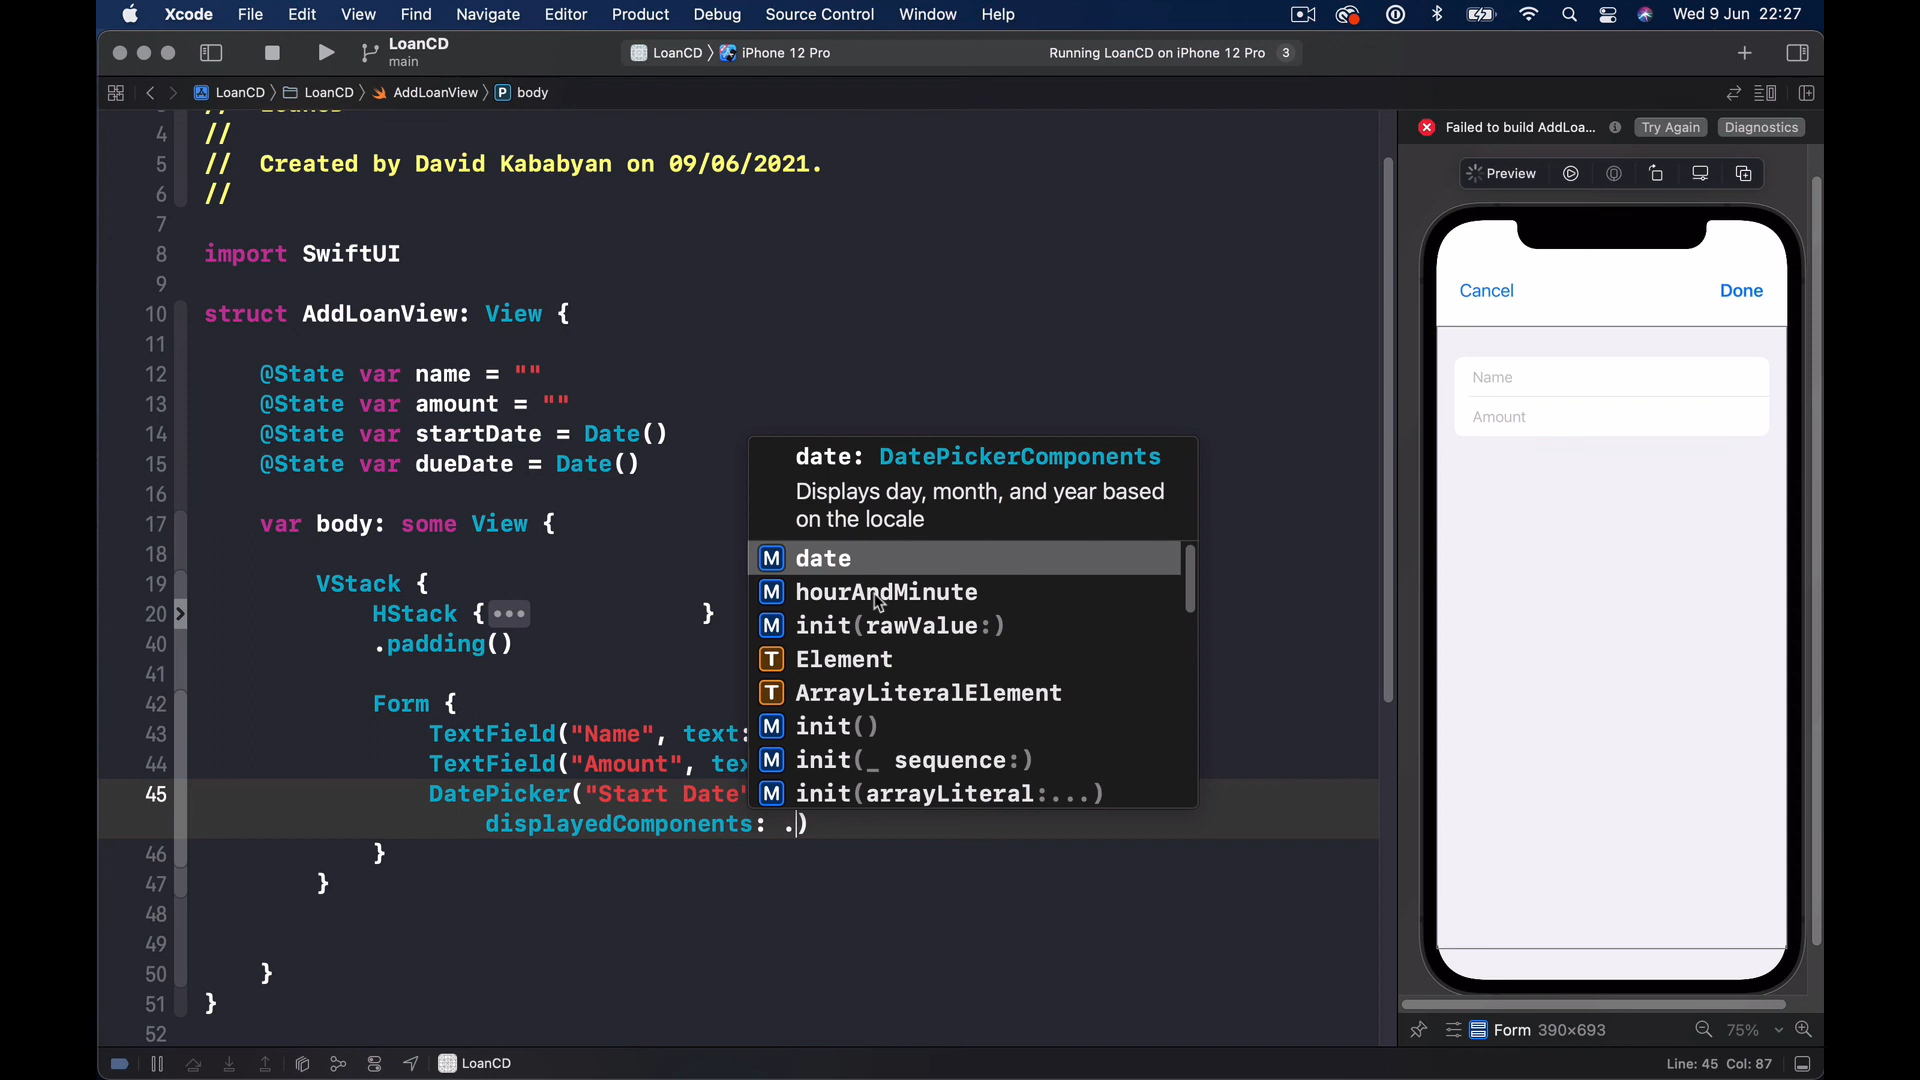 Xcode File Edit View Find Navigate Editor Product Debug Source Control Window Help Wed 9 Jun 22:27
LoanCD
main
LoanCD iPhone 12 Pro Running LoanCD on iPhone 12 Pro 3
LoanCD LoanCD AddLoanView P body
4 //
5 // Created by David Kababyan on 09/06/2021.
6 //
7
8 import SwiftUI
9
10 struct AddLoanView: View {
11
12 @State var name = ""
13 @State var amount = ""
14 @State var startDate = Date()
15 @State var dueDate = Date()
16
17 var body: some View {
18
19 VStack {
20 HStack {••• }
40 .padding()
41
42 Form {
43 TextField("Name", text:
44 TextField("Amount", tex
45 DatePicker("Start Date"
displayedComponents: .)
46 }
47 }
48
49
50 }
51 }
52
date: DatePickerComponents
Displays day, month, and year based
on the locale
M date
M hourAndMinute
M init(rawValue:)
T Element
T ArrayLiteralElement
M init()
M init(_ sequence:)
M init(arrayLiteral:...)
Failed to build AddLoa... Try Again Diagnostics
Preview
Cancel Done
Name
Amount
Form 390×693 75%
LoanCD Line: 45 Col: 87